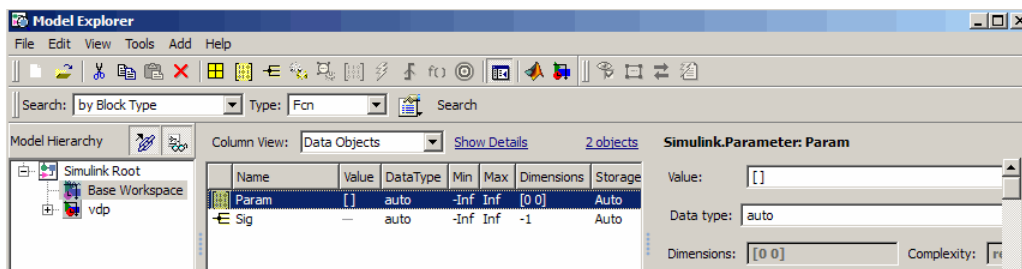 Model Explorer
File Edit View Tools Add Help
Search: by Block Type Type: Fcn Search
Model Hierarchy Column View: Data Objects Show Details 2 objects Simulink.Parameter: Param
Simulink Root
Base Workspace
vdp
Name Value DataType Min Max Dimensions Storage
Param [] auto -Inf Inf [0 0] Auto
Sig — auto -Inf Inf -1 Auto
Value: []
Data type: auto
Dimensions: [0 0] Complexity: re